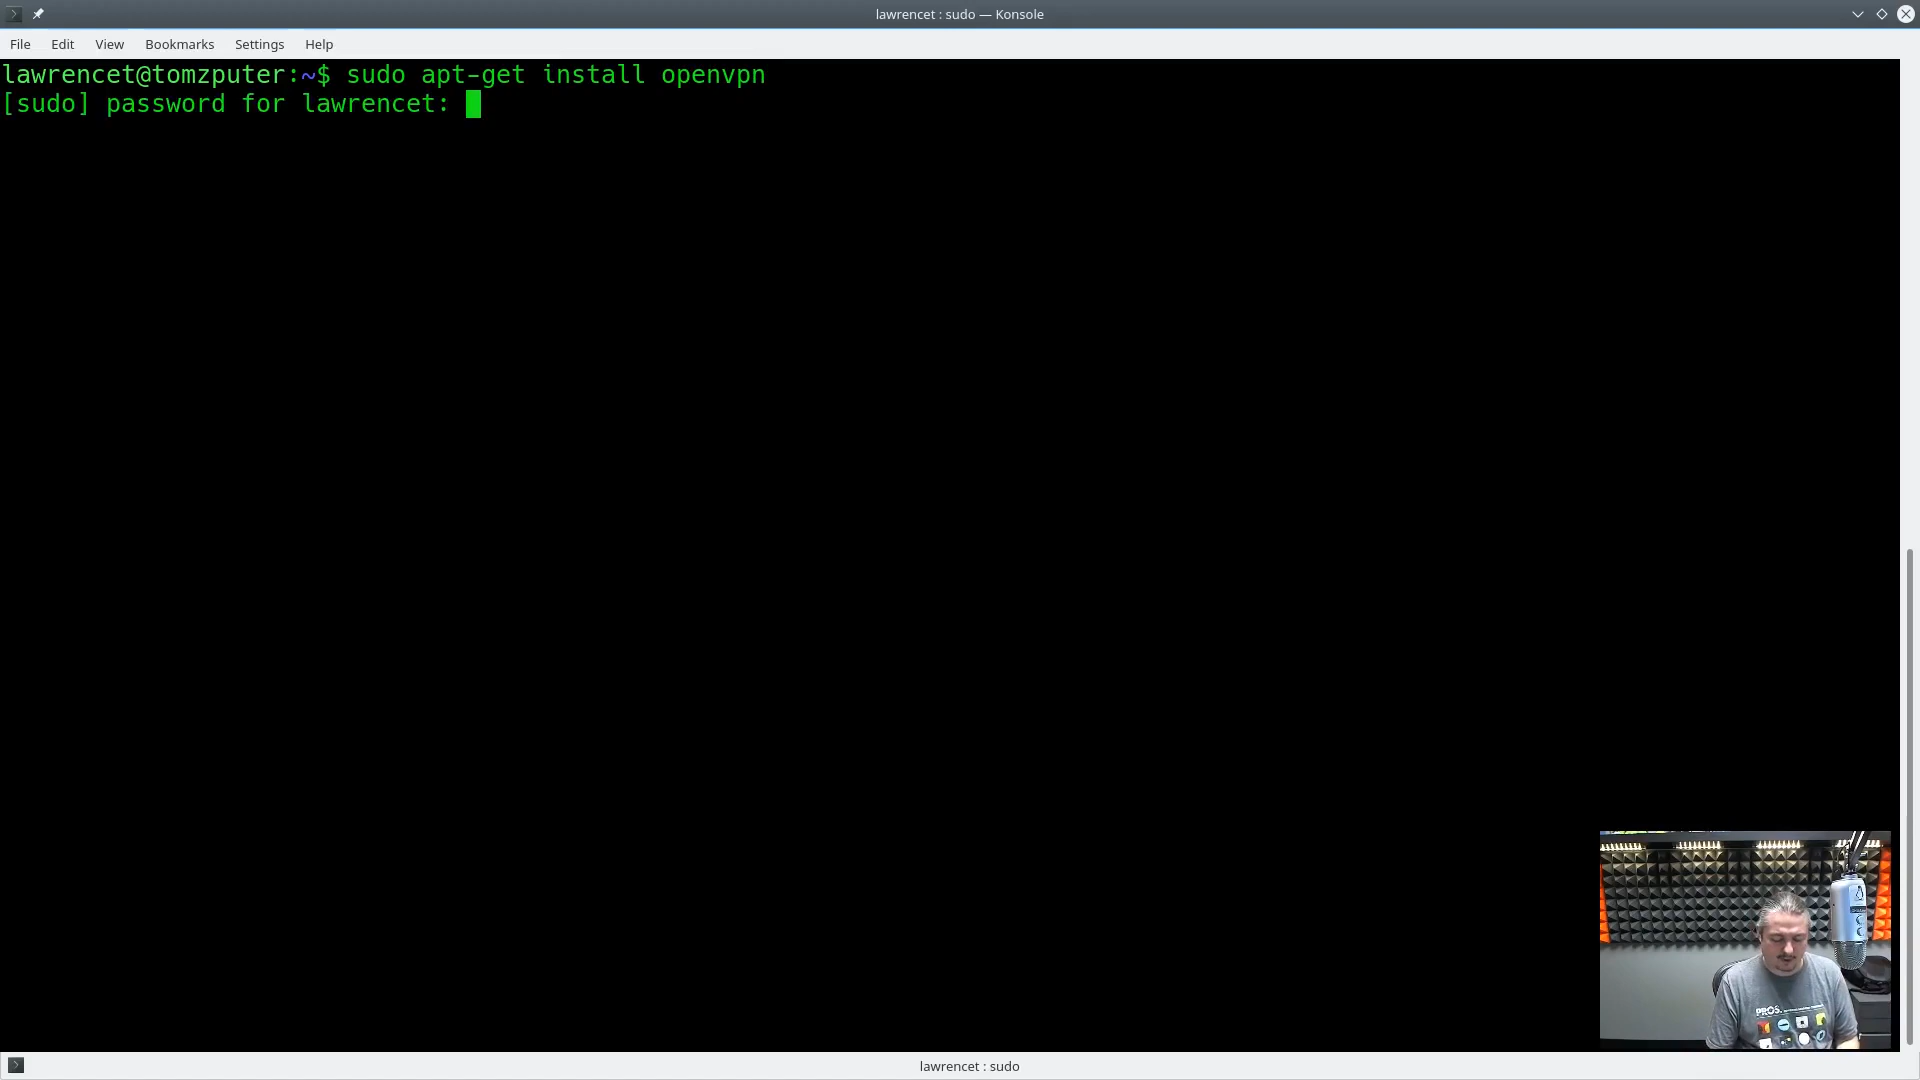 lawrencet : sudo — Konsole
File Edit View Bookmarks Settings Help
lawrencet@tomzputer:~$ sudo apt-get install openvpn
[sudo] password for lawrencet:
PROS.
lawrencet : sudo